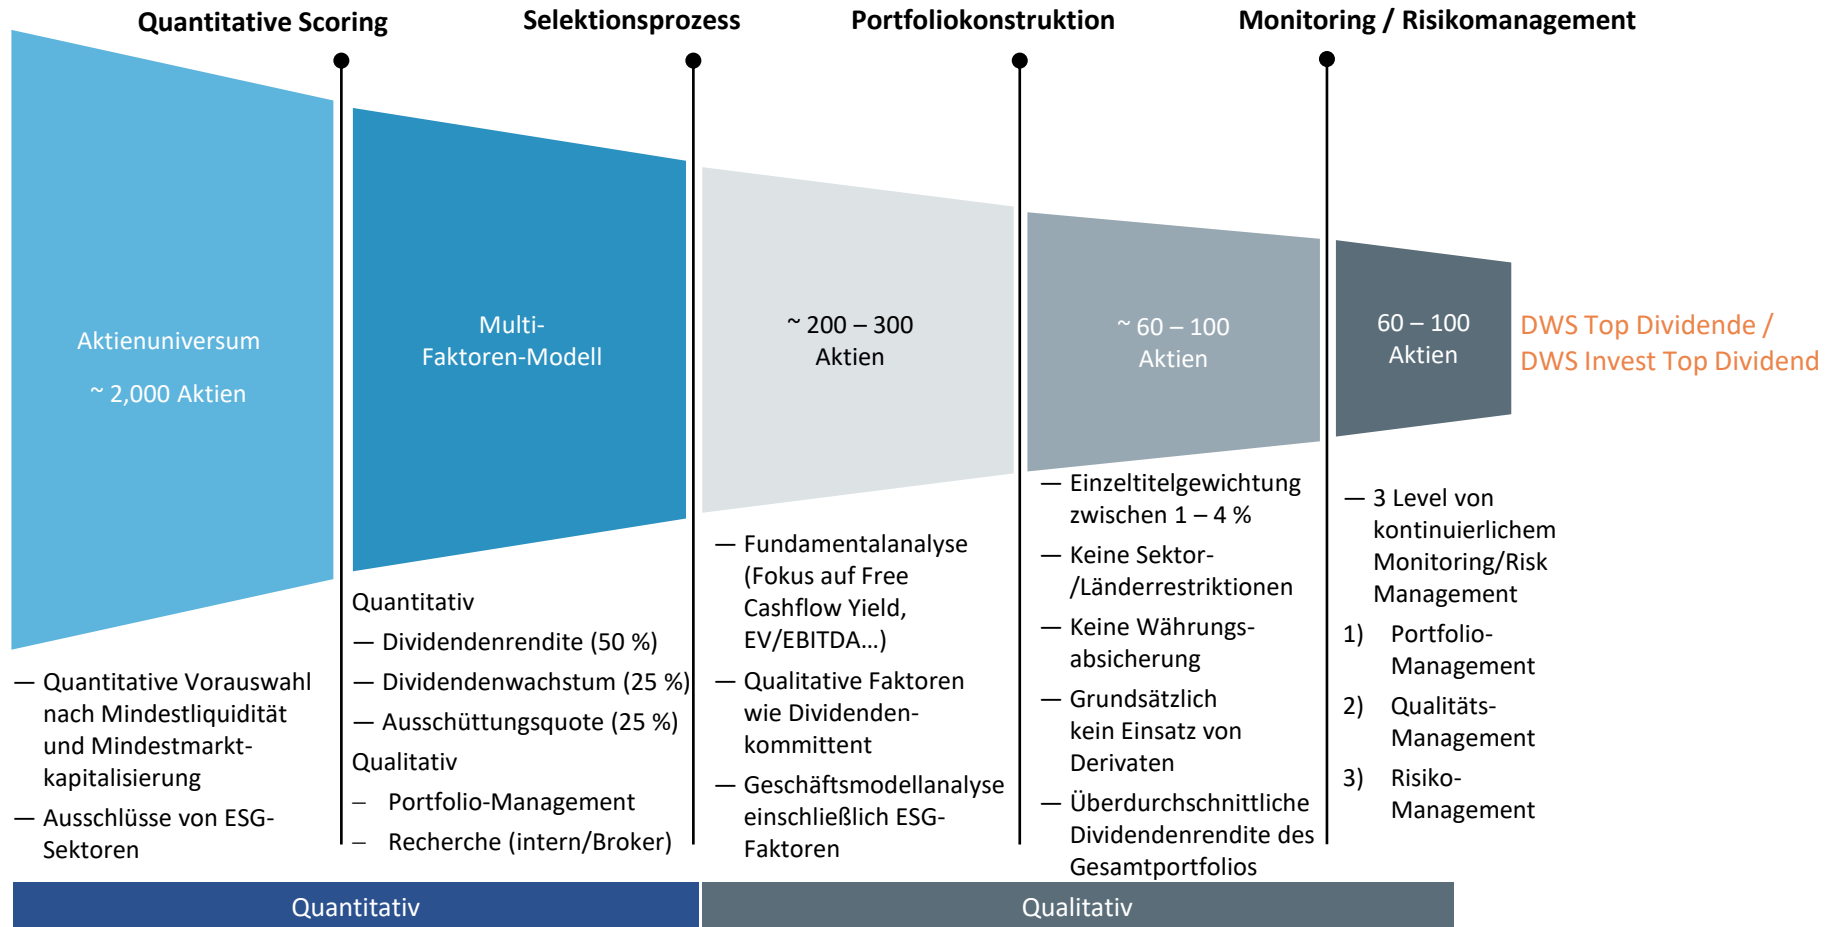 Quantitative Scoring
Selektionsprozess
Portfoliokonstruktion
Monitoring / Risikomanagement
Aktienuniversum
~ 2,000 Aktien
Multi-
Faktoren-Modell
~ 200 – 300
Aktien
~ 60 – 100
Aktien
60 – 100
Aktien
DWS Top Dividende /
DWS Invest Top Dividend
— Quantitative Vorauswahl
nach Mindestliquidität
und Mindestmarkt-
kapitalisierung
— Ausschlüsse von ESG-
Sektoren
Quantitativ
— Dividendenrendite (50 %)
— Dividendenwachstum (25 %)
— Ausschüttungsquote (25 %)
Qualitativ
– Portfolio-Management
– Recherche (intern/Broker)
— Fundamentalanalyse
(Fokus auf Free
Cashflow Yield,
EV/EBITDA…)
— Qualitative Faktoren
wie Dividenden-
kommittent
— Geschäftsmodellanalyse
einschließlich ESG-
Faktoren
— Einzeltitelgewichtung
zwischen 1 – 4 %
— Keine Sektor-
/Länderrestriktionen
— Keine Währungs-
absicherung
— Grundsätzlich
kein Einsatz von
Derivaten
— Überdurchschnittliche
Dividendenrendite des
Gesamtportfolios
— 3 Level von
kontinuierlichem
Monitoring/Risk
Management
1) Portfolio-
Management
2) Qualitäts-
Management
3) Risiko-
Management
Quantitativ
Qualitativ